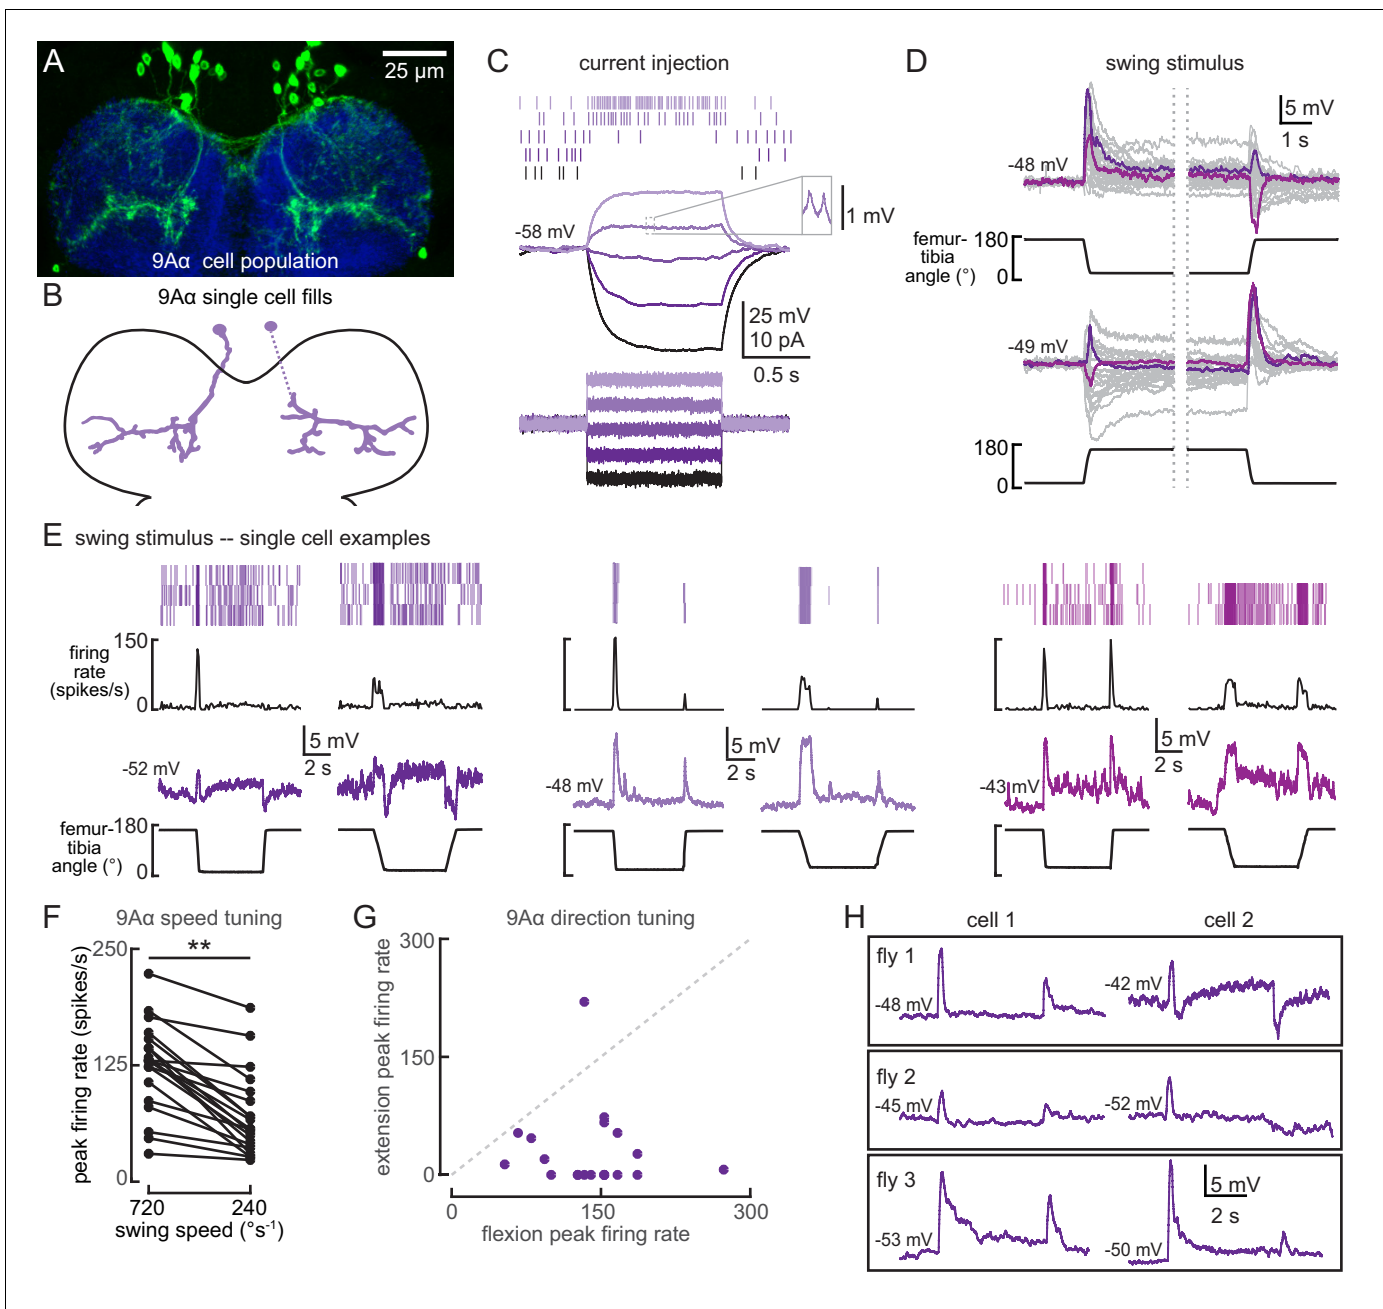 A
25 µm
9Aα cell population
B
9Aα single cell fills
C
current injection
-58 mV
1 mV
25 mV
10 pA
0.5 s
D
swing stimulus
5 mV
1 s
-48 mV
femur-
tibia
angle (°)
180
0
-49 mV
180
0
E swing stimulus -- single cell examples
firing
rate
(spikes/s)
150
0
5 mV
2 s
-52 mV
5 mV
2 s
-48 mV
5 mV
2 s
-43 mV
femur-
tibia
angle (°)
180
0
F
9Aα speed tuning
**
peak firing rate (spikes/s)
250
125
0
720 240
swing speed (°s-1)
G
9Aα direction tuning
extension peak firing rate
300
150
0
0 150 300
flexion peak firing rate
H
cell 1 cell 2
fly 1
-48 mV
-42 mV
fly 2
-45 mV
-52 mV
fly 3
-53 mV
-50 mV
5 mV
2 s